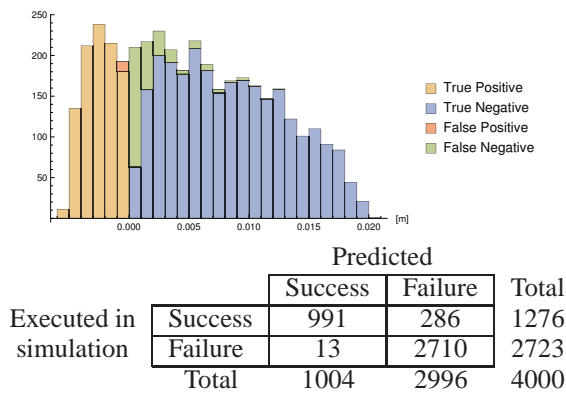 250
200
150
100
50
0.000 0.005 0.010 0.015 0.020 [m]
True Positive
True Negative
False Positive
False Negative
Predicted
Success Failure Total
Executed in Success 991 286 1276
simulation Failure 13 2710 2723
Total 1004 2996 4000